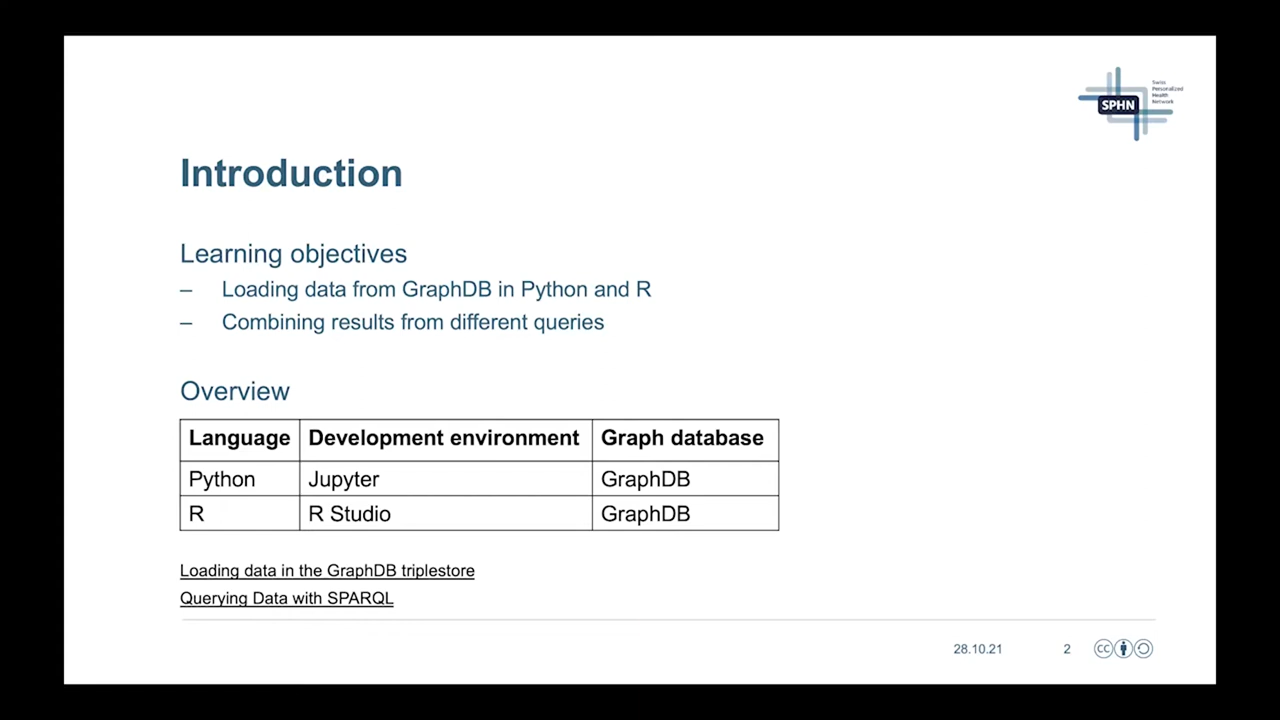 SPHN
Swiss
Personalized
Health
Network
Introduction
Learning objectives
– Loading data from GraphDB in Python and R
– Combining results from different queries
Overview
Language Development environment Graph database
Python Jupyter GraphDB
R R Studio GraphDB
Loading data in the GraphDB triplestore
Querying Data with SPARQL
28.10.21 2 CC